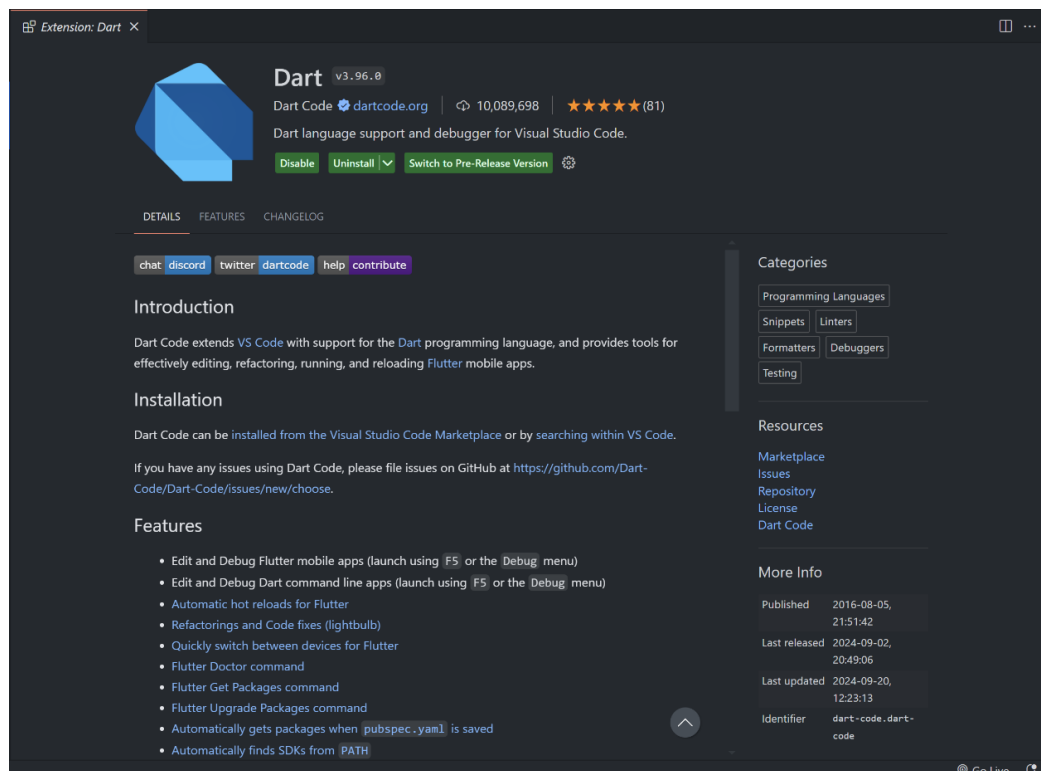 Extension: Dart
Dart v3.96.0
Dart Code dartcode.org 10,089,698 (81)
Dart language support and debugger for Visual Studio Code.
Disable Uninstall Switch to Pre-Release Version
DETAILS FEATURES CHANGELOG
chat discord twitter dartcode help contribute
Introduction
Dart Code extends VS Code with support for the Dart programming language, and provides tools for
effectively editing, refactoring, running, and reloading Flutter mobile apps.
Installation
Dart Code can be installed from the Visual Studio Code Marketplace or by searching within VS Code.
If you have any issues using Dart Code, please file issues on GitHub at https://github.com/Dart-
Code/Dart-Code/issues/new/choose.
Features
• Edit and Debug Flutter mobile apps (launch using F5 or the Debug menu)
• Edit and Debug Dart command line apps (launch using F5 or the Debug menu)
• Automatic hot reloads for Flutter
• Refactorings and Code fixes (lightbulb)
• Quickly switch between devices for Flutter
• Flutter Doctor command
• Flutter Get Packages command
• Flutter Upgrade Packages command
• Automatically gets packages when pubspec.yaml is saved
• Automatically finds SDKs from PATH
Categories
Programming Languages
Snippets Linters
Formatters Debuggers
Testing
Resources
Marketplace
Issues
Repository
License
Dart Code
More Info
Published 2016-08-05,
21:51:42
Last released 2024-09-02,
20:49:06
Last updated 2024-09-20,
12:23:13
Identifier dart-code.dart-
code
Go Live